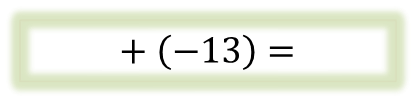 + (−13) =